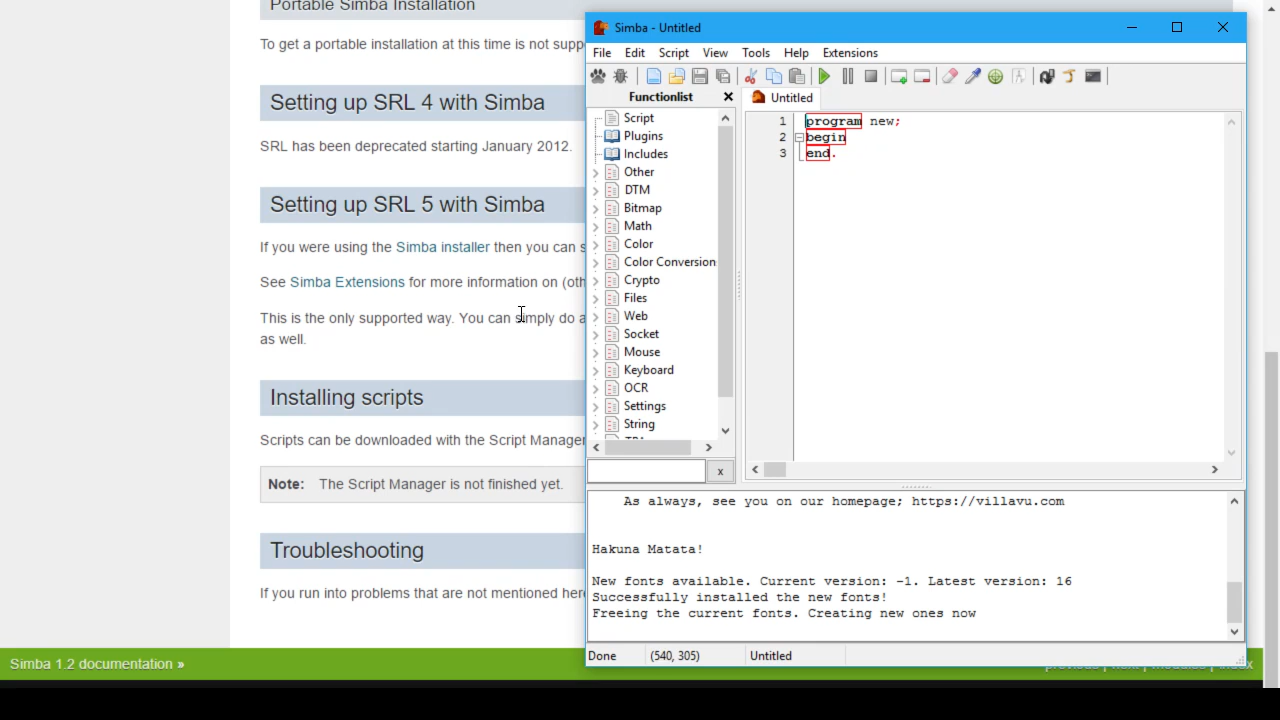 Portable Simba Installation
To get a portable installation at this time is not supp
Setting up SRL 4 with Simba
SRL has been deprecated starting January 2012.
Setting up SRL 5 with Simba
If you were using the Simba installer then you can s
See Simba Extensions for more information on (oth
This is the only supported way. You can simply do a
as well.
Installing scripts
Scripts can be downloaded with the Script Manager
Note: The Script Manager is not finished yet.
Troubleshooting
If you run into problems that are not mentioned here
Simba 1.2 documentation »
Simba - Untitled
File Edit Script View Tools Help Extensions
Functionlist
Script
Plugins
Includes
Other
DTM
Bitmap
Math
Color
Color Conversion
Crypto
Files
Web
Socket
Mouse
Keyboard
OCR
Settings
String
x
Untitled
1 program new;
2 begin
3 end.
As always, see you on our homepage; https://villavu.com
Hakuna Matata!
New fonts available. Current version: -1. Latest version: 16
Successfully installed the new fonts!
Freeing the current fonts. Creating new ones now
Done (540, 305) Untitled